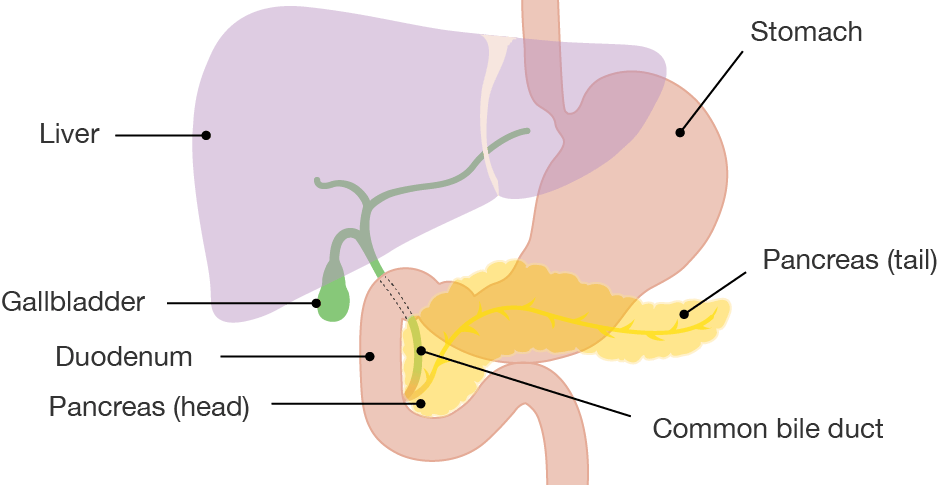 Stomach
Liver
Pancreas (tail)
Gallbladder
Duodenum
Pancreas (head)
Common bile duct